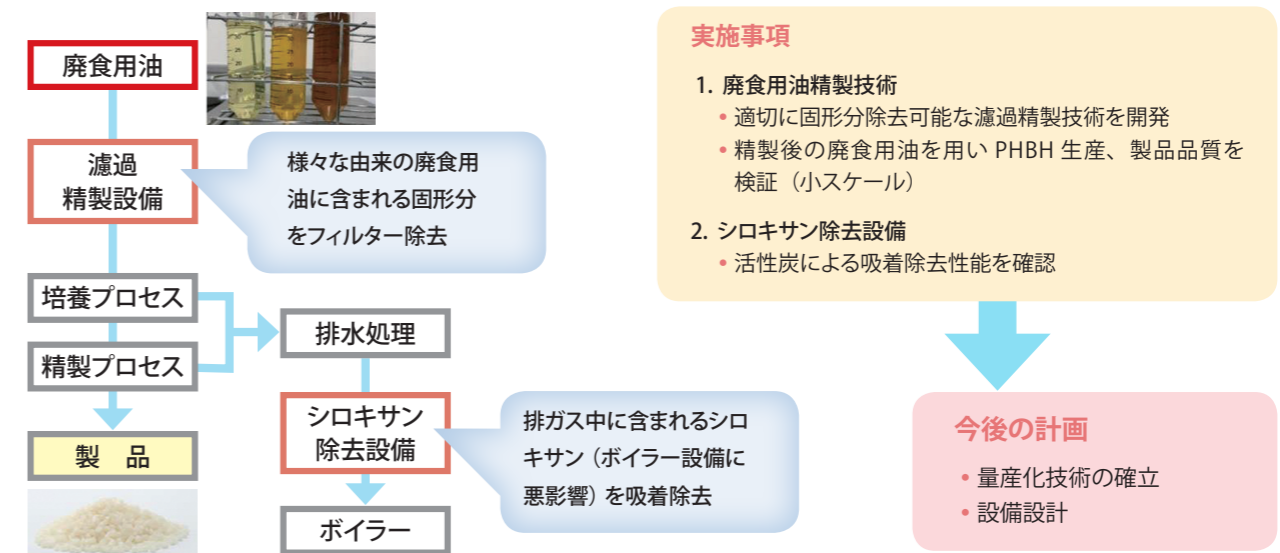 廃食用油
濾過
精製設備
様々な由来の廃食用
油に含まれる固形分
をフィルター除去
培養プロセス
精製プロセス
製　品
排水処理
シロキサン
除去設備
ボイラー
排ガス中に含まれるシロ
キサン（ボイラー設備に
悪影響）を吸着除去
実施事項
1. 廃食用油精製技術
• 適切に固形分除去可能な濾過精製技術を開発
• 精製後の廃食用油を用い PHBH 生産、製品品質を
検証（小スケール）
2. シロキサン除去設備
• 活性炭による吸着除去性能を確認
今後の計画
• 量産化技術の確立
• 設備設計